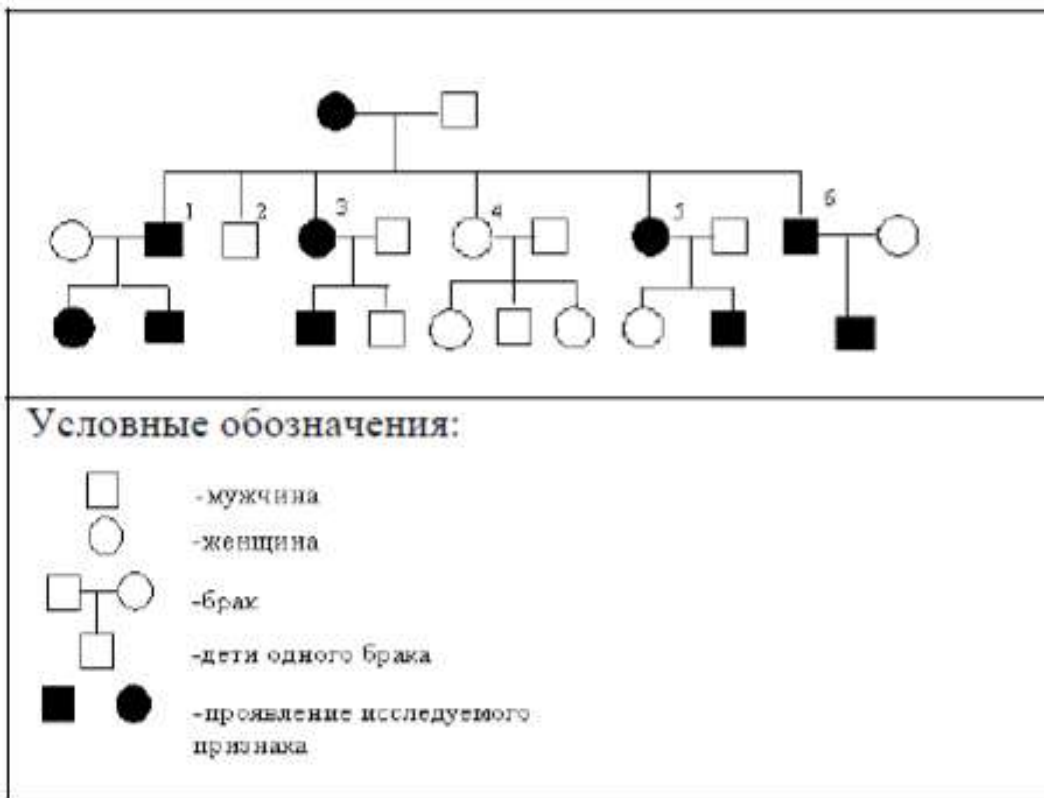 1 2 3 4 5 6
Условные обозначения:
-мужчина
-женщина
-брак
-дети одного брака
-проявление исследуемого
признака